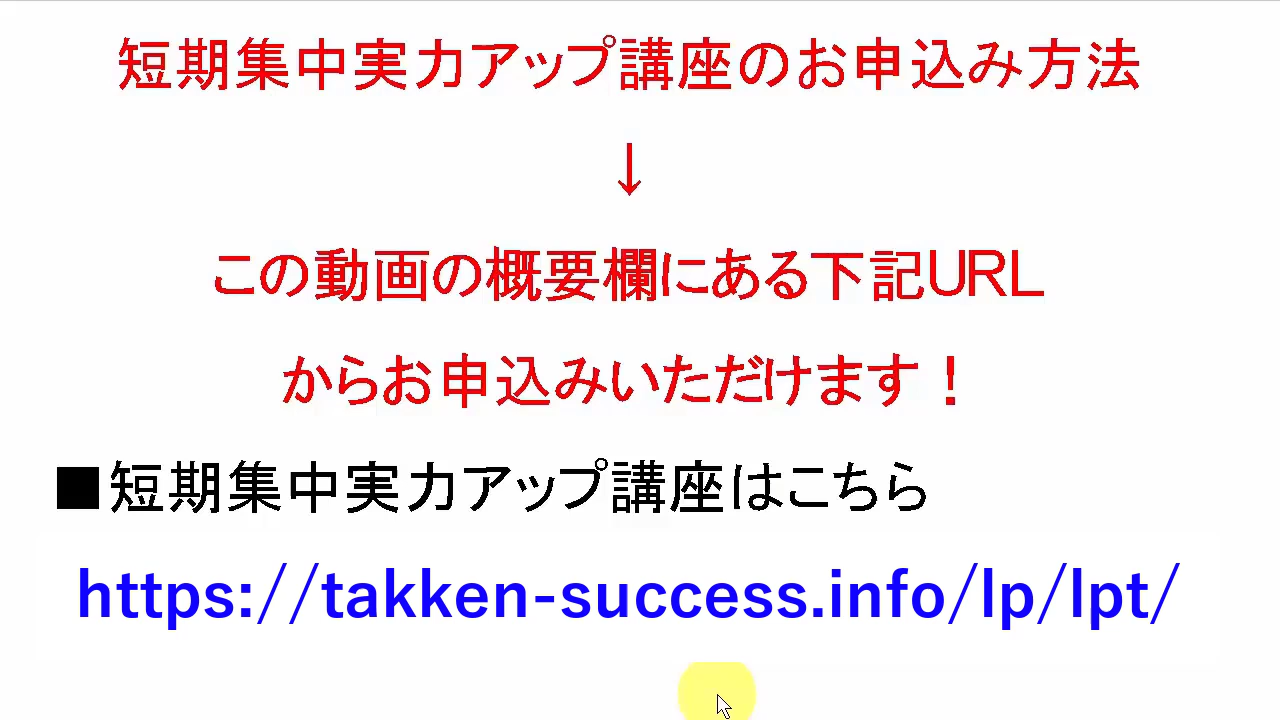 短期集中実力アップ講座のお申込み方法
↓
この動画の概要欄にある下記URL
からお申込みいただけます！
■短期集中実力アップ講座はこちら
https://takken-success.info/lp/lpt/